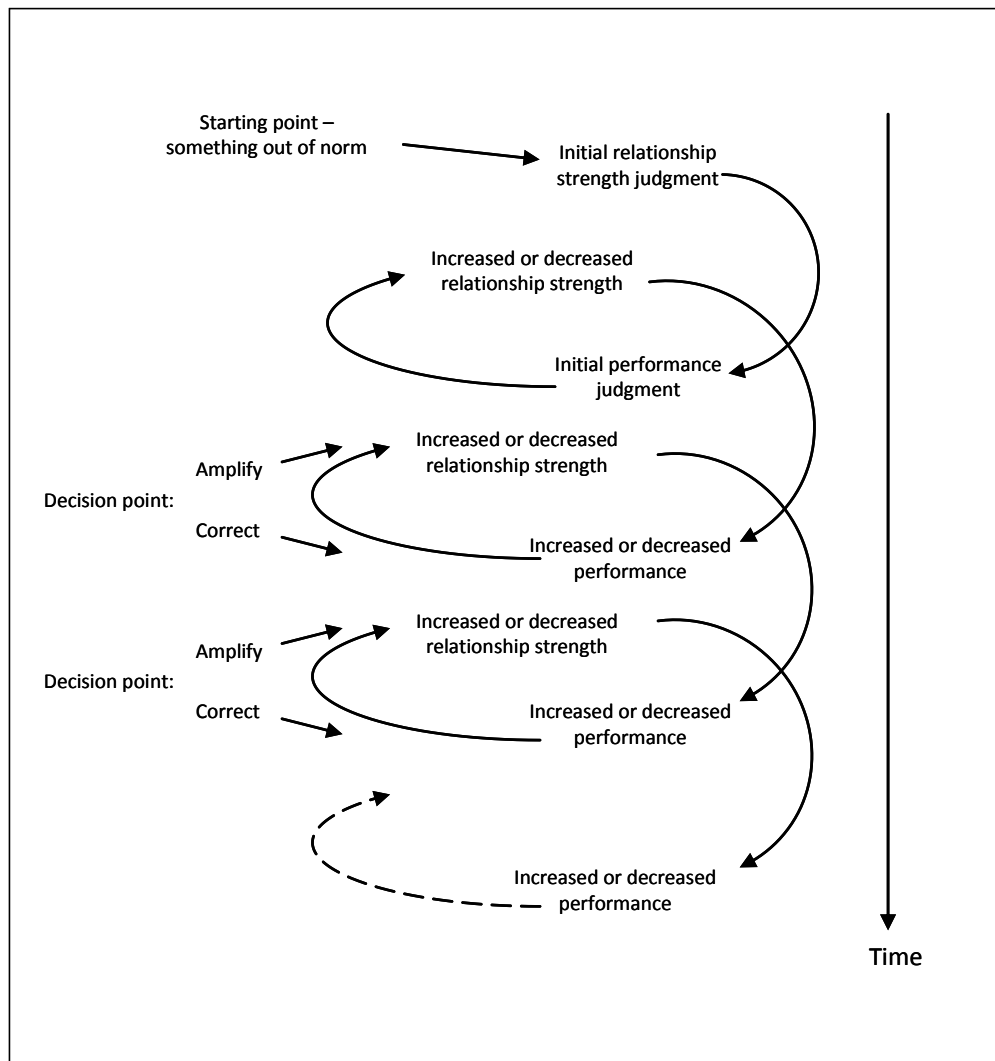 Starting point –
something out of norm
Initial relationship
strength judgment
Increased or decreased
relationship strength
Initial performance
judgment
Increased or decreased
relationship strength
Amplify
Decision point:
Correct
Increased or decreased
performance
Increased or decreased
relationship strength
Amplify
Decision point:
Correct
Increased or decreased
performance
Increased or decreased
performance
Time